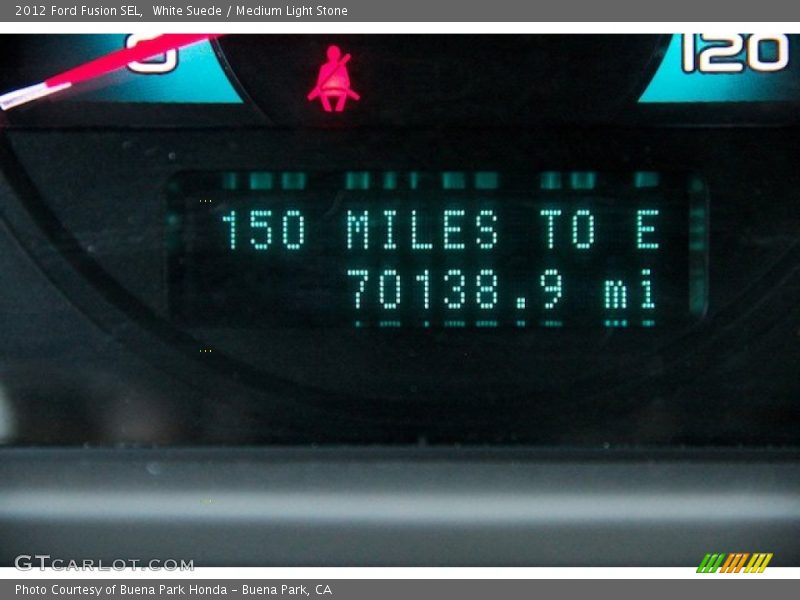 2012 Ford Fusion SEL,  White Suede / Medium Light Stone
0 120
150 MILES TO E
70138.9 mi
GTCARLOT.COM
Photo Courtesy of Buena Park Honda - Buena Park, CA